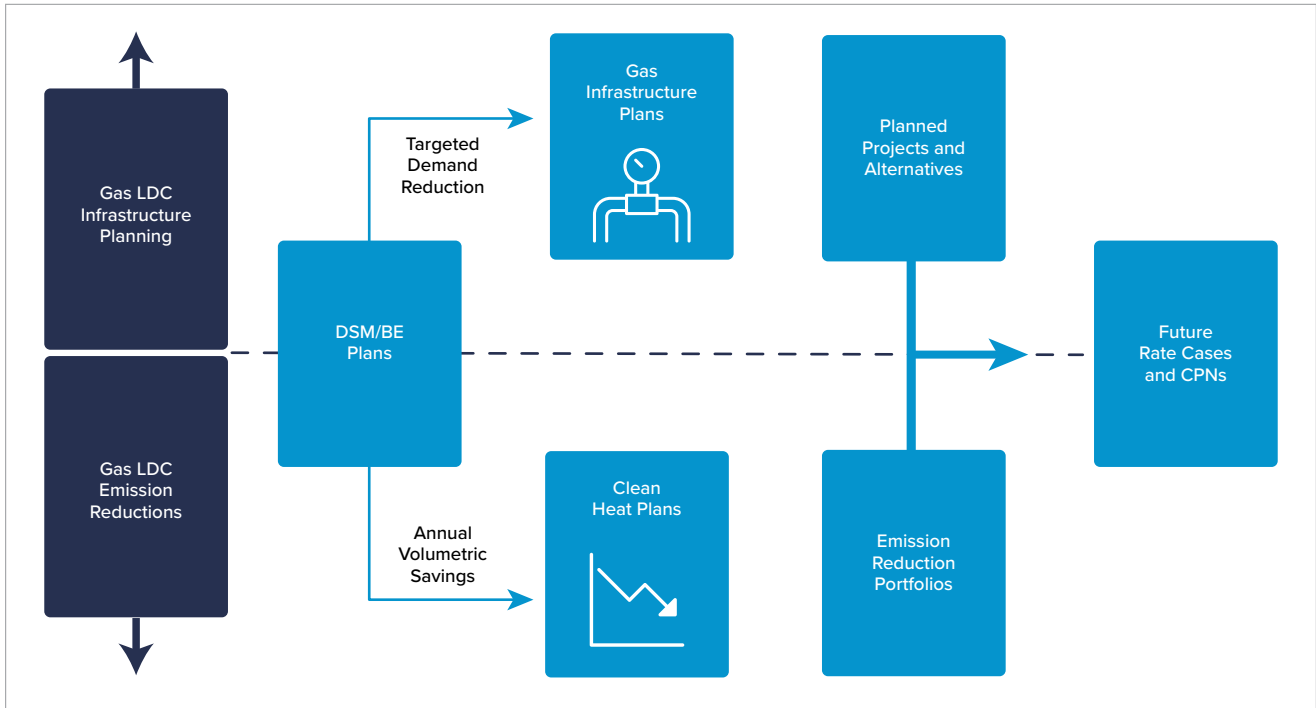 Gas LDC
Infrastructure
Planning
Gas LDC
Emission
Reductions
DSM/BE
Plans
Targeted
Demand
Reduction
Annual
Volumetric
Savings
Gas
Infrastructure
Plans
Clean
Heat Plans
Planned
Projects and
Alternatives
Emission
Reduction
Portfolios
Future
Rate Cases
and CPNs